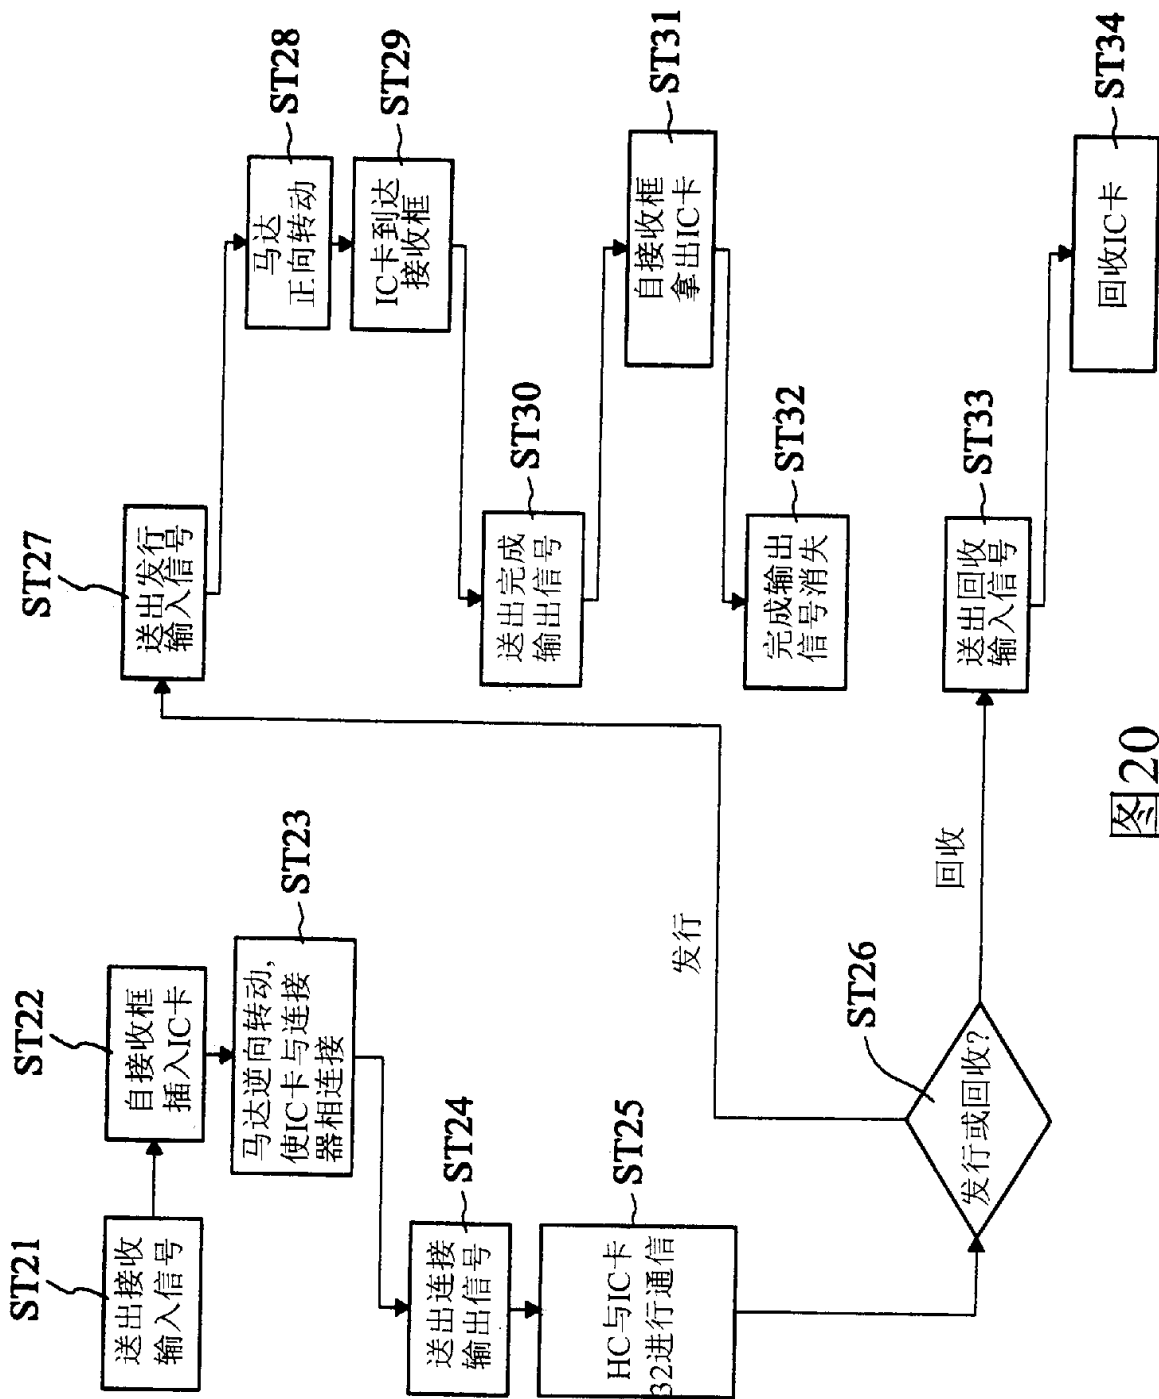 ST21
送出接收
输入信号
ST22
自接收框
插入IC卡
ST23
马达逆向转动,
使IC卡与连接
器相连接
ST24
送出连接
输出信号
ST25
HC与IC卡
32进行通信
ST26
发行或回收?
发行
回收
ST27
送出发行
输入信号
ST28
马达
正向转动
ST29
IC卡到达
接收框
ST30
送出完成
输出信号
ST31
自接收框
拿出IC卡
ST32
完成输出
信号消失
ST33
送出回收
输入信号
ST34
回收IC卡
图20